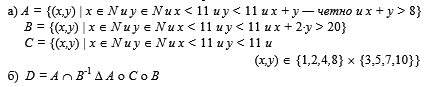 а) A = {(x,y) | x ∈ N и y ∈ N и x < 11 и y < 11 и x + y — четно и x + y > 8}
B = {(x,y) | x ∈ N и y ∈ N и x < 11 и y < 11 и x + 2·y > 20}
C = {(x,y) | x ∈ N и y ∈ N и x < 11 и y < 11 и
(x,y) ∈ {1,2,4,8} × {3,5,7,10}}
б) D = A ∩ B⁻¹ Δ A ∘ C ∘ B